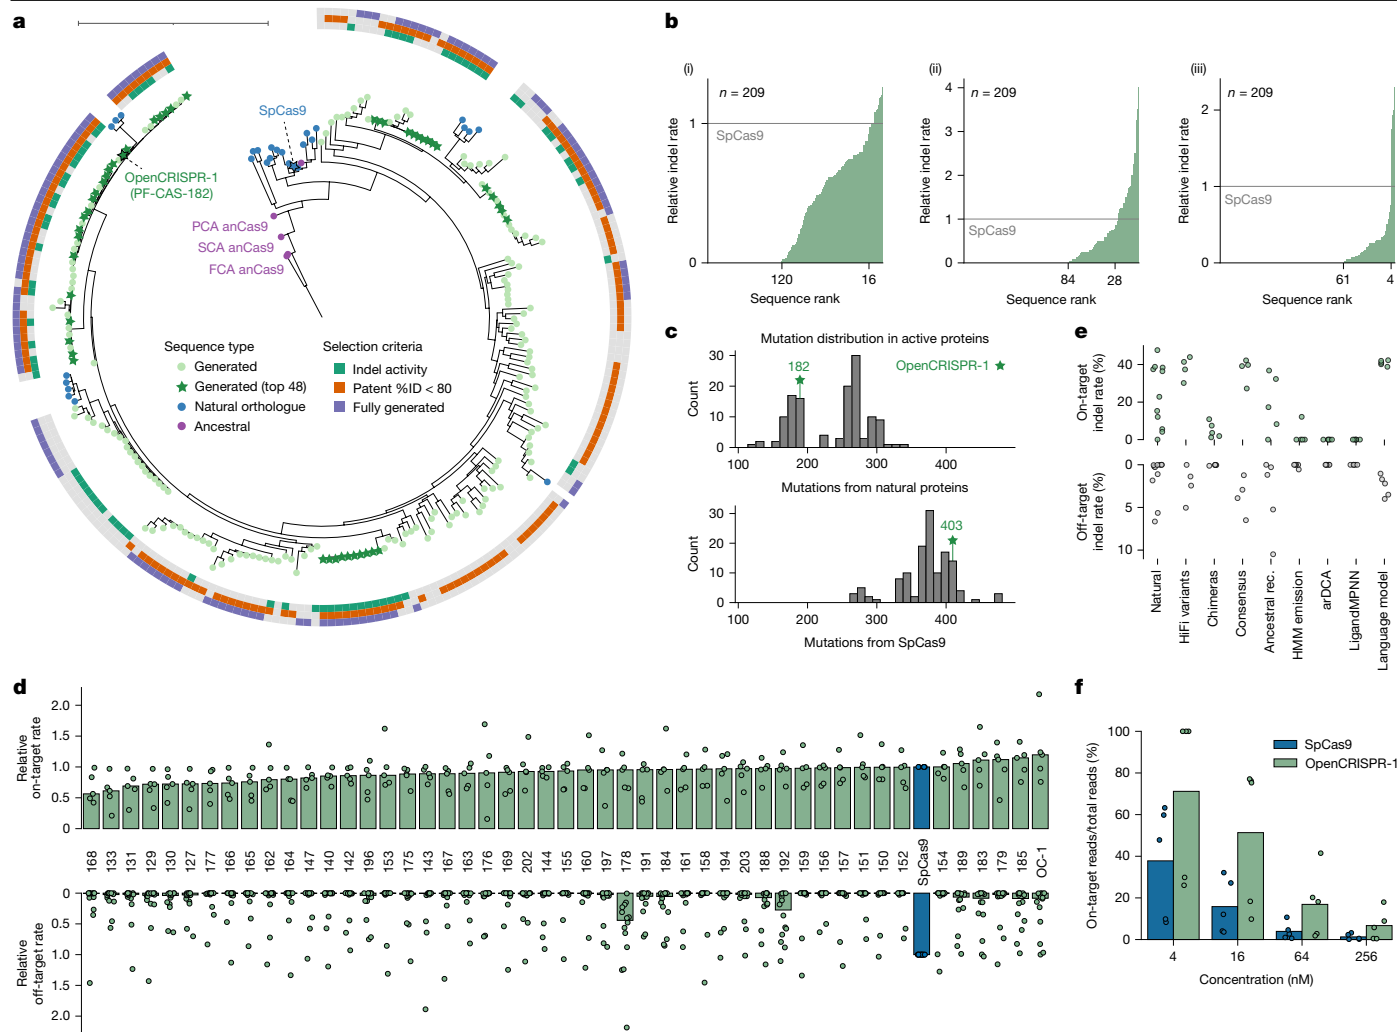 a
SpCas9
OpenCRISPR-1
(PF-CAS-182)
PCA anCas9
SCA anCas9
FCA anCas9
Sequence type
Generated
Generated (top 48)
Natural orthologue
Ancestral
Selection criteria
Indel activity
Patent %ID < 80
Fully generated
b
(i)
n = 209
1
SpCas9
0
Relative indel rate
120
16
Sequence rank
(ii)
4
n = 209
3
2
1
SpCas9
0
Relative indel rate
84
28
Sequence rank
(iii)
2
n = 209
1
SpCas9
0
Relative indel rate
61
4
Sequence rank
c
Mutation distribution in active proteins
30
20
10
0
Count
182
OpenCRISPR-1
100
200
300
400
Mutations from natural proteins
30
20
10
0
Count
403
100
200
300
400
Mutations from SpCas9
e
On-target
indel rate (%)
40
20
0
Off-target
indel rate (%)
0
5
10
Natural
HiFi variants
Chimeras
Consensus
Ancestral rec.
HMM emission
arDCA
LigandMPNN
Language model
d
Relative
on-target rate
2.0
1.5
1.0
0.5
0
168
133
131
129
130
127
177
166
165
162
164
147
140
142
196
153
175
143
167
163
176
169
202
144
155
160
197
178
191
184
161
158
194
203
188
192
159
156
157
151
150
152
SpCas9
154
189
183
179
185
OC-1
Relative
off-target rate
0
0.5
1.0
1.5
2.0
f
On-target reads/total reads (%)
100
80
60
40
20
0
SpCas9
OpenCRISPR-1
4
16
64
256
Concentration (nM)